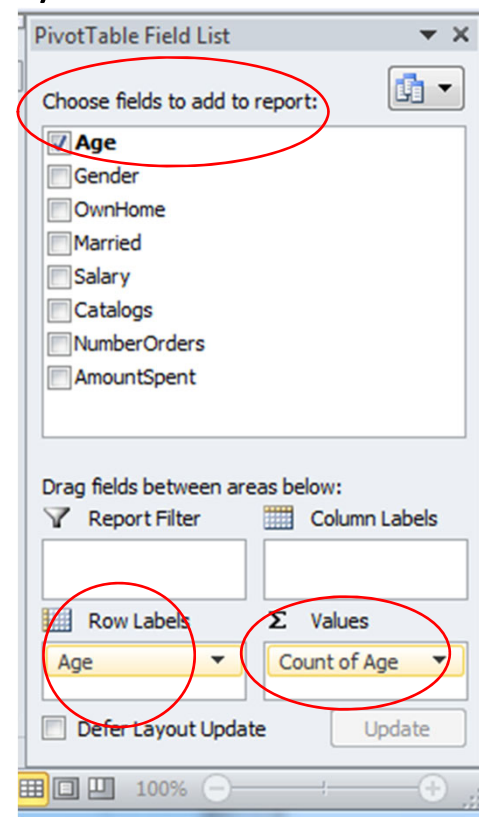 PivotTable Field List
Choose fields to add to report:
Age
Gender
OwnHome
Married
Salary
Catalogs
NumberOrders
AmountSpent
Drag fields between areas below:
Report Filter
Column Labels
Row Labels
Σ Values
Age
Count of Age
Defer Layout Update
Update
100%